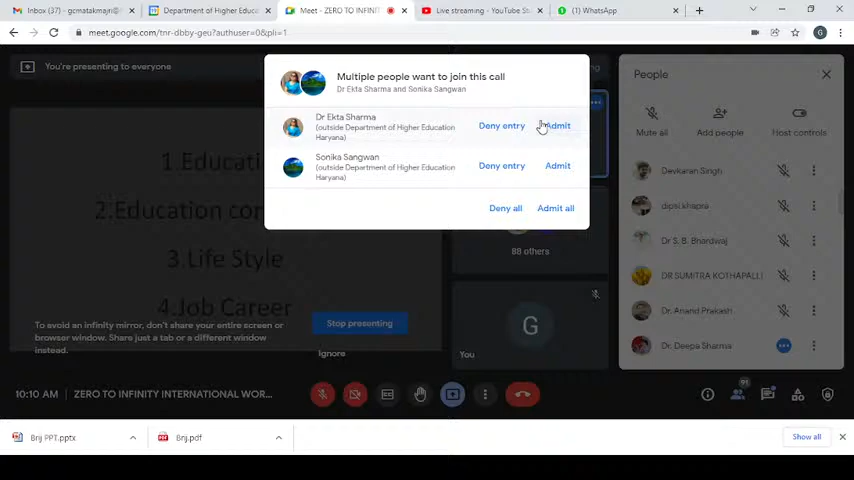 Inbox (37) - gcmatakmajri@
Department of Higher Educa
Meet - ZERO TO INFINIT
Live streaming - YouTube St
(1) WhatsApp
meet.google.com/tnr-dbby-geu?authuser=0&pli=1
G
You're presenting to everyone
Multiple people want to join this call
Dr Ekta Sharma and Sonika Sangwan
Dr Ekta Sharma
(outside Department of Higher Education
Haryana)
Deny entry
Admit
Sonika Sangwan
(outside Department of Higher Education
Haryana)
Deny entry
Admit
Deny all
Admit all
1.Educati
2.Education co
3.Life Style
4.Job Career
To avoid an infinity mirror, don't share your entire screen or
browser window. Share just a tab or a different window
instead.
Stop presenting
Ignore
88 others
G
You
People
Mute all
Add people
Host controls
Devkaran Singh
dipsi khapra
Dr S. B. Bhardwaj
DR SUMITRA KOTHAPALLI
Dr. Anand Prakash
Dr. Deepa Sharma
10:10 AM | ZERO TO INFINITY INTERNATIONAL WOR...
91
Brij PPT.pptx
Brij.pdf
Show all